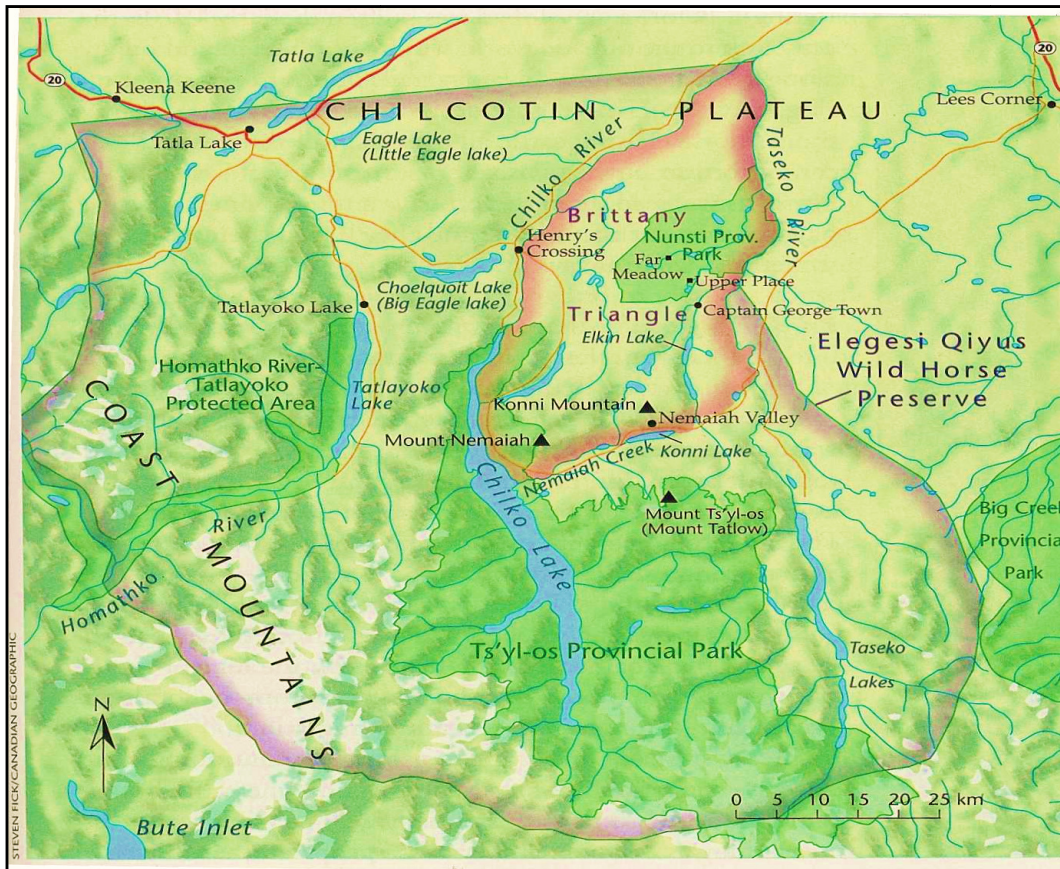 Tatla Lake
20
20
Kleena Keene
CHILCOTIN PLATEAU
Lees Corner
Tatla Lake
Eagle Lake
(LIttle Eagle lake)
Chilko River
Taseko River
Brittany
Nunsti Prov.
Park
Henry's
Crossing
Far
Meadow
Upper Place
Choelquoit Lake
(Big Eagle lake)
Tatlayoko Lake
Triangle
Captain George Town
Elkin Lake
Elegesi Qiyus
Wild Horse
Preserve
Homathko River-
Tatlayoko
Protected Area
Tatlayoko
Lake
COAST
MOUNTAINS
Konni Mountain
Nemaiah Valley
Mount Nemaiah
Konni Lake
Nemaiah Creek
Chilko Lake
Mount Ts'yl-os
(Mount Tatlow)
Big Creek
Provincial
Park
Homathko River
Ts'yl-os Provincial Park
Taseko
Lakes
N
0 5 10 15 20 25 km
Bute Inlet
STEVEN FICK/CANADIAN GEOGRAPHIC